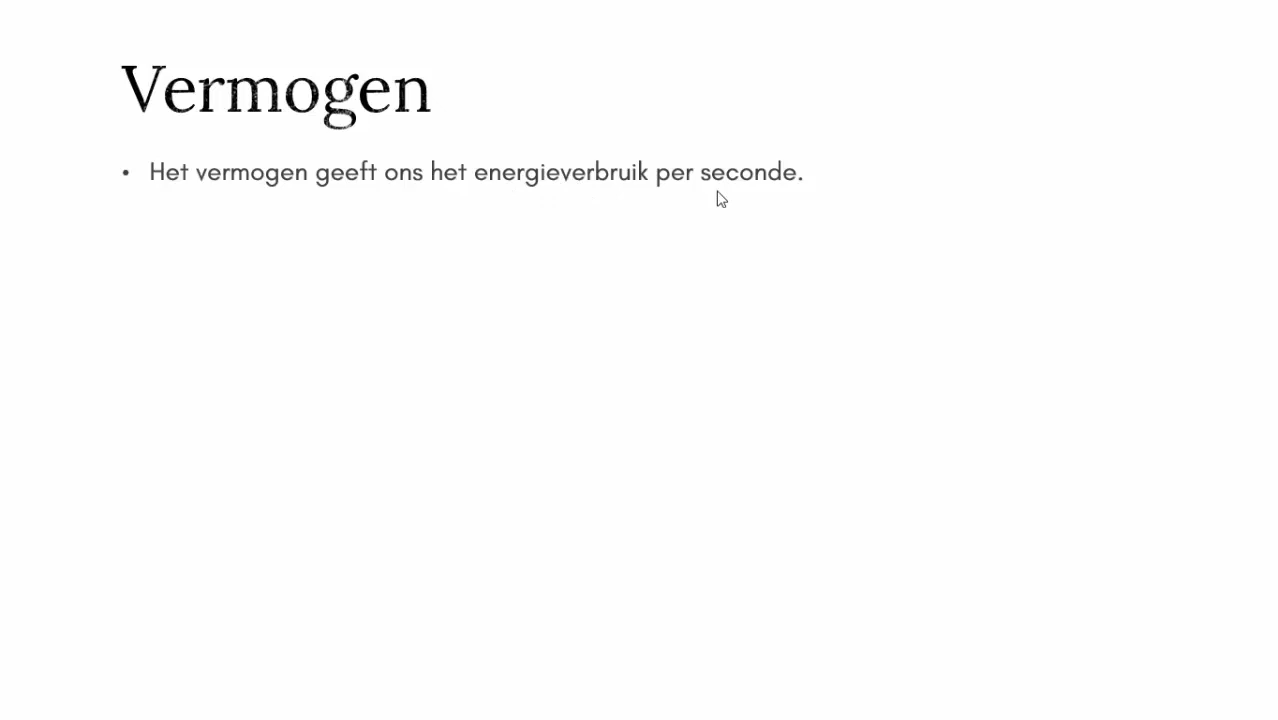 Vermogen
• Het vermogen geeft ons het energieverbruik per seconde.